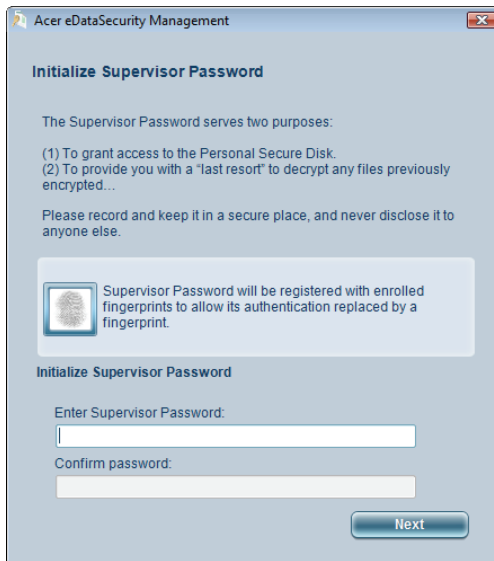 Acer eDataSecurity Management
Initialize Supervisor Password
The Supervisor Password serves two purposes:
(1) To grant access to the Personal Secure Disk.
(2) To provide you with a “last resort” to decrypt any files previously
encrypted...
Please record and keep it in a secure place, and never disclose it to
anyone else.
Supervisor Password will be registered with enrolled
fingerprints to allow its authentication replaced by a
fingerprint.
Initialize Supervisor Password
Enter Supervisor Password:
Confirm password:
Next